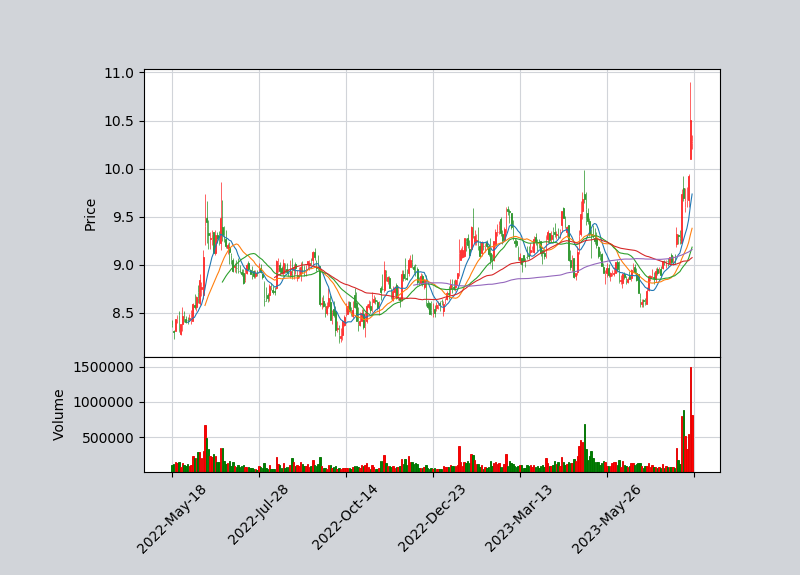 11.0
10.5
10.0
9.5
9.0
8.5
Price
1500000
1000000
500000
Volume
2022-May-18
2022-Jul-28
2022-Oct-14
2022-Dec-23
2023-Mar-13
2023-May-26